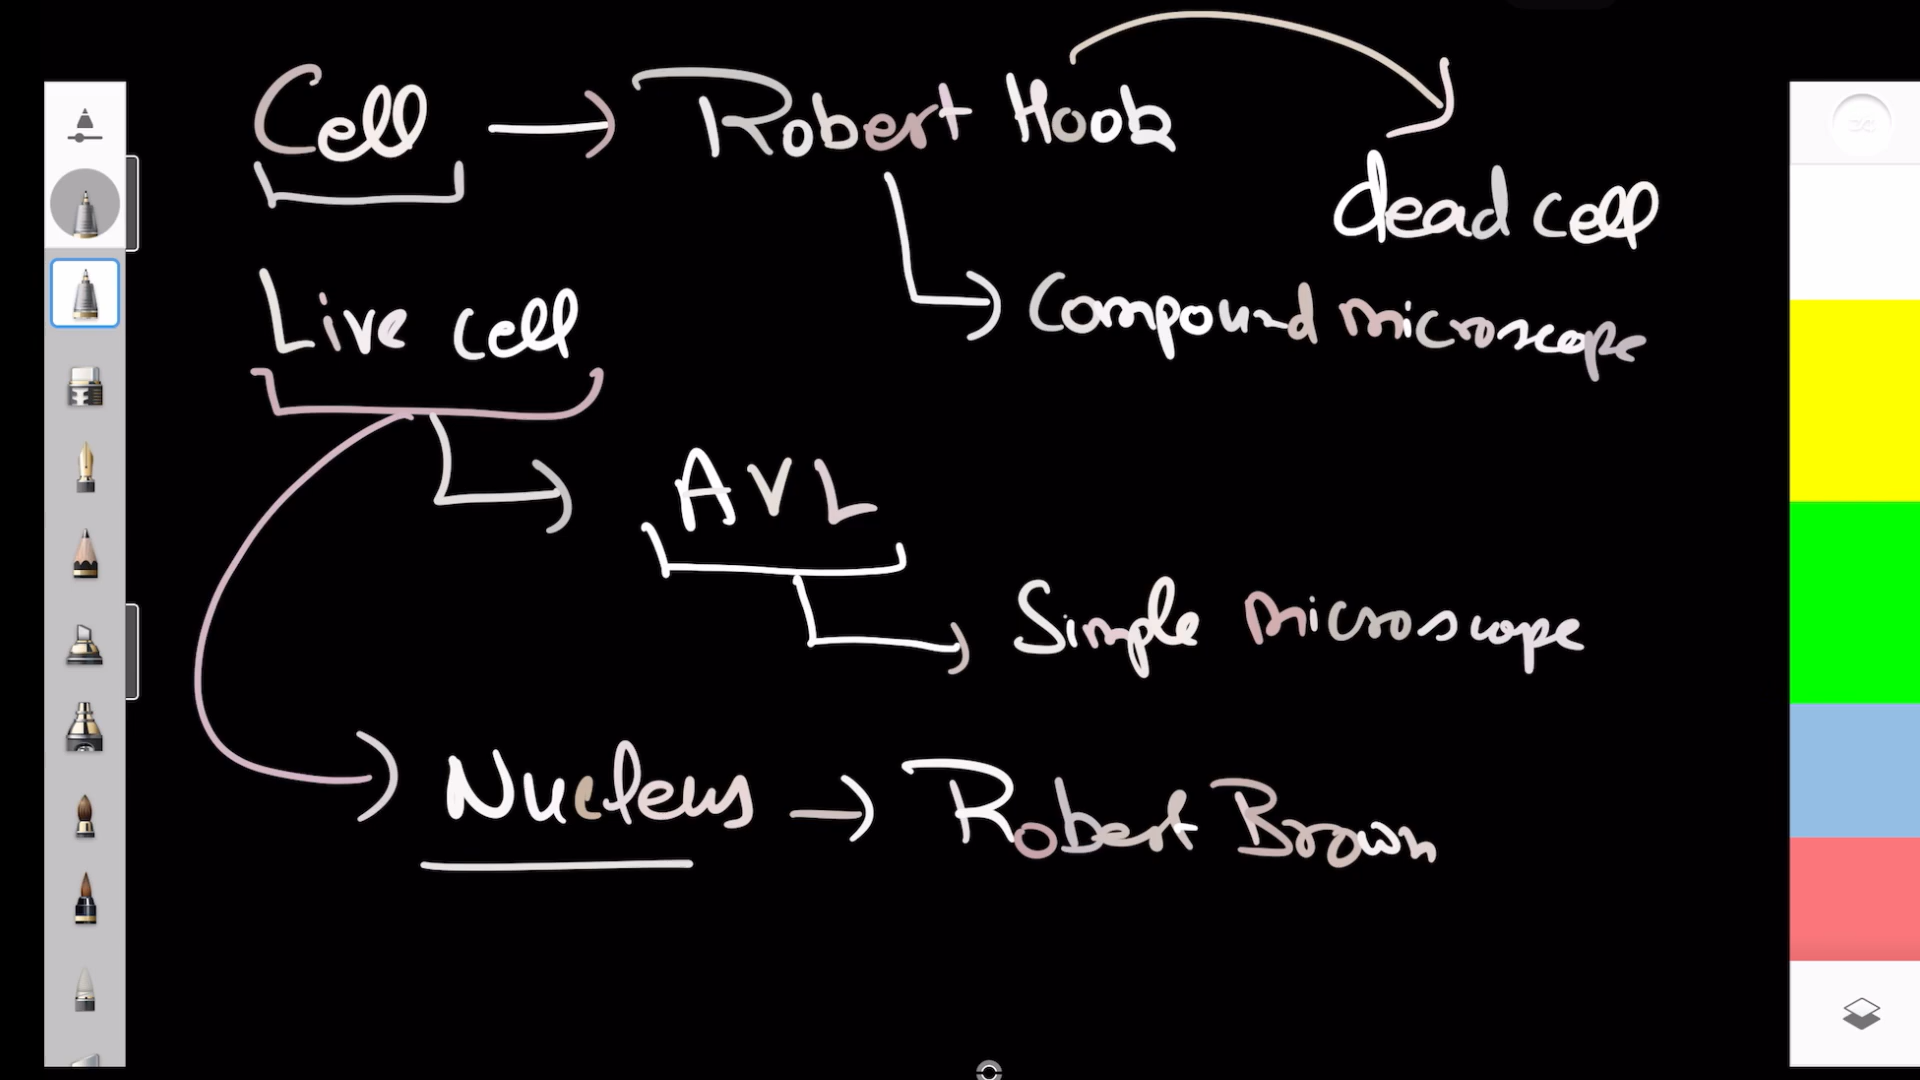 Cell → Robert Hook
dead cell
Live cell
Compound microscope
AVL
Simple microscope
Nucleus → Robert Brown